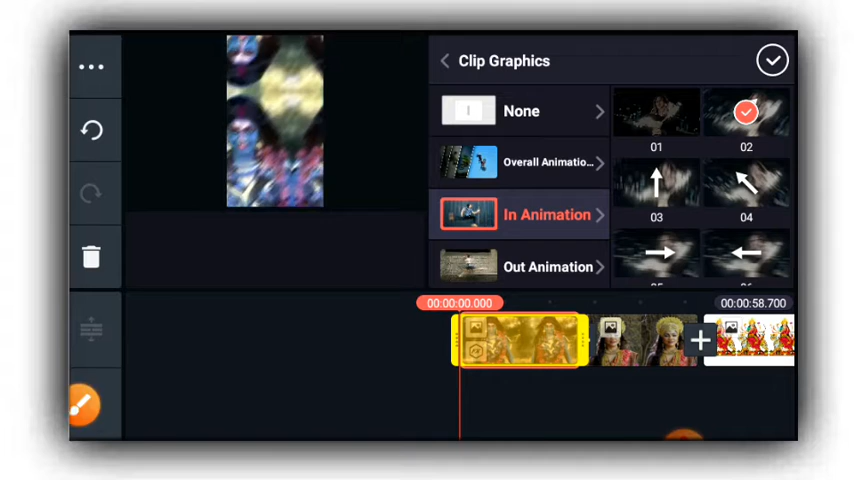 Clip Graphics
None
01
02
Overall Animatio...
03
04
In Animation
Out Animation
00:00:00.000
00:00:58.700